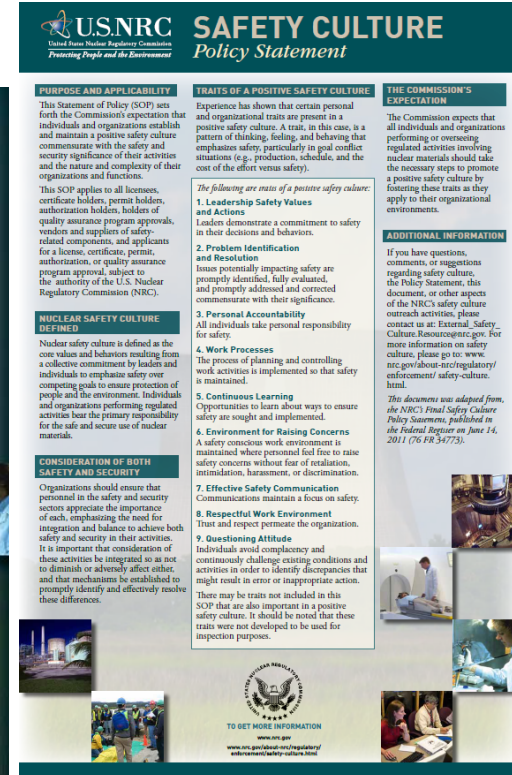 U.S.NRC
United States Nuclear Regulatory Commission
Protecting People and the Environment
SAFETY CULTURE
Policy Statement
PURPOSE AND APPLICABILITY
This Statement of Policy (SOP) sets
forth the Commission's expectation that
individuals and organizations establish
and maintain a positive safety culture
commensurate with the safety and
security significance of their activities
and the nature and complexity of their
organizations and functions.
This SOP applies to all licensees,
certificate holders, permit holders,
authorization holders, holders of
quality assurance program approvals,
vendors and suppliers of safety-
related components, and applicants
for a license, certificate, permit,
authorization, or quality assurance
program approval, subject to
the authority of the U.S. Nuclear
Regulatory Commission (NRC).
NUCLEAR SAFETY CULTURE
DEFINED
Nuclear safety culture is defined as the
core values and behaviors resulting from
a collective commitment by leaders and
individuals to emphasize safety over
competing goals to ensure protection of
people and the environment. Individuals
and organizations performing regulated
activities bear the primary responsibility
for the safe and secure use of nuclear
materials.
CONSIDERATION OF BOTH
SAFETY AND SECURITY
Organizations should ensure that
personnel in the safety and security
sectors appreciate the importance
of each, emphasizing the need for
integration and balance to achieve both
safety and security in their activities.
It is important that consideration of
these activities be integrated so as not
to diminish or adversely affect either,
and that mechanisms be established to
promptly identify and effectively resolve
these differences.
TRAITS OF A POSITIVE SAFETY CULTURE
Experience has shown that certain personal
and organizational traits are present in a
positive safety culture. A trait, in this case, is a
pattern of thinking, feeling, and behaving that
emphasizes safety, particularly in goal conflict
situations (e.g., production, schedule, and the
cost of the effort versus safety).
The following are traits of a positive safety culture:
1. Leadership Safety Values
and Actions
Leaders demonstrate a commitment to safety
in their decisions and behaviors.
2. Problem Identification
and Resolution
Issues potentially impacting safety are
promptly identified, fully evaluated,
and promptly addressed and corrected
commensurate with their significance.
3. Personal Accountability
All individuals take personal responsibility
for safety.
4. Work Processes
The process of planning and controlling
work activities is implemented so that safety
is maintained.
5. Continuous Learning
Opportunities to learn about ways to ensure
safety are sought and implemented.
6. Environment for Raising Concerns
A safety conscious work environment is
maintained where personnel feel free to raise
safety concerns without fear of retaliation,
intimidation, harassment, or discrimination.
7. Effective Safety Communication
Communications maintain a focus on safety.
8. Respectful Work Environment
Trust and respect permeate the organization.
9. Questioning Attitude
Individuals avoid complacency and
continuously challenge existing conditions and
activities in order to identify discrepancies that
might result in error or inappropriate action.
There may be traits not included in this
SOP that are also important in a positive
safety culture. It should be noted that these
traits were not developed to be used for
inspection purposes.
THE COMMISSION'S
EXPECTATION
The Commission expects that
all individuals and organizations
performing or overseeing
regulated activities involving
nuclear materials should take
the necessary steps to promote
a positive safety culture by
fostering these traits as they
apply to their organizational
environments.
ADDITIONAL INFORMATION
If you have questions,
comments, or suggestions
regarding safety culture,
the Policy Statement, this
document, or other aspects
of the NRC's safety culture
outreach activities, please
contact us at: External_Safety_
Culture.Resource@nrc.gov. For
more information on safety
culture, please go to: www.
nrc.gov/about-nrc/regulatory/
enforcement/ safety-culture.
html.
This document was adapted from,
the NRC's Final Safety Culture
Policy Statement, published in
the Federal Register on June 14,
2011 (76 FR 34773).
UNITED STATES NUCLEAR REGULATORY COMMISSION
TO GET MORE INFORMATION
www.nrc.gov
www.nrc.gov/about-nrc/regulatory/
enforcement/safety-culture.html